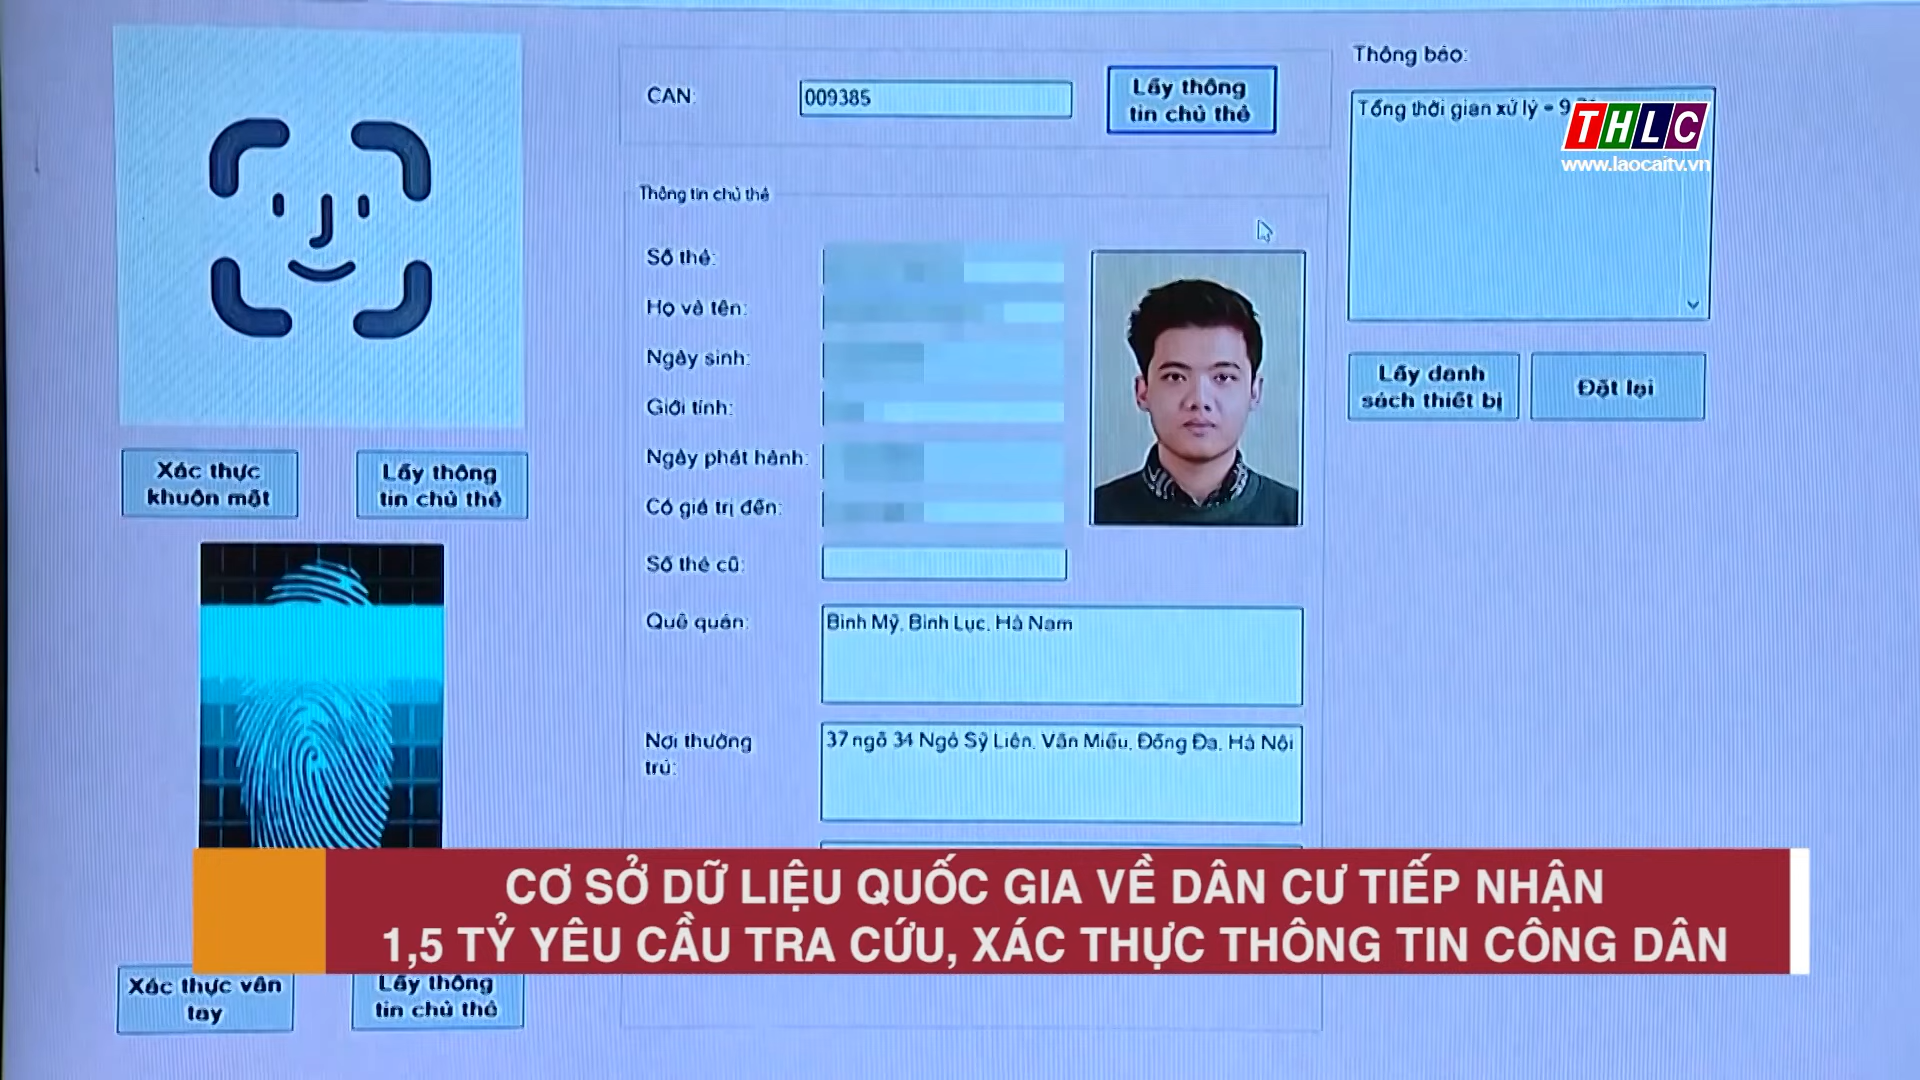 CAN:
009385
Lấy thông
tin chủ thẻ
Thông báo:
Tổng thời gian xử lý = 9
THLC
www.laocaitv.vn
Thông tin chủ thẻ
Số thẻ:
Họ và tên:
Ngày sinh:
Giới tính:
Ngày phát hành:
Có giá trị đến:
Số thẻ cũ:
Quê quán:
Bình Mỹ, Bình Lục, Hà Nam
Nơi thường
trú:
37 ngõ 34 Ngô Sỹ Liên, Văn Miếu, Đống Đa, Hà Nội
Lấy danh
sách thiết bị
Đặt lại
Xác thực
khuôn mặt
Lấy thông
tin chủ thẻ
CƠ SỞ DỮ LIỆU QUỐC GIA VỀ DÂN CƯ TIẾP NHẬN
1,5 TỶ YÊU CẦU TRA CỨU, XÁC THỰC THÔNG TIN CÔNG DÂN
Xác thực vân
tay
Lấy thông
tin chủ thẻ